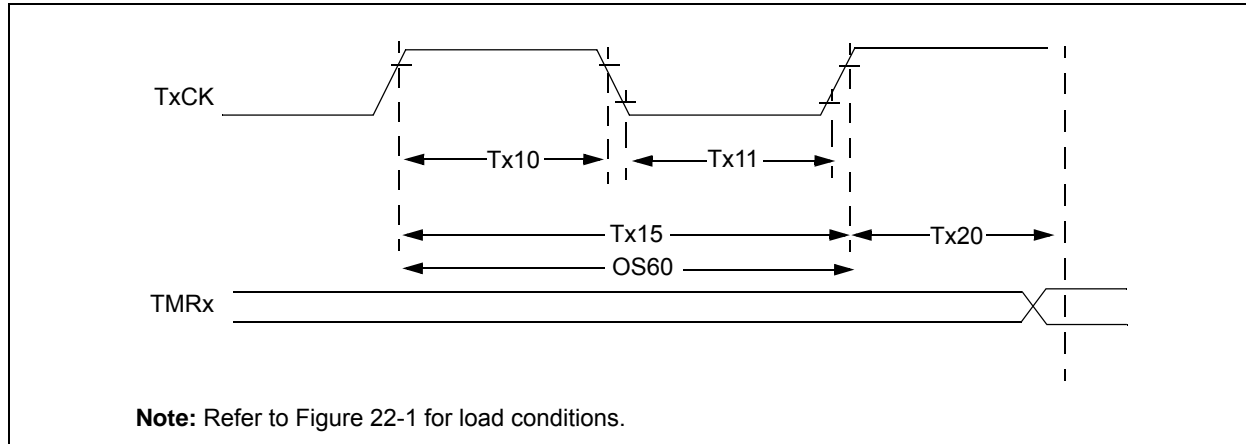 TxCK
Tx10
Tx11
Tx15
Tx20
OS60
TMRx
Note: Refer to Figure 22-1 for load conditions.